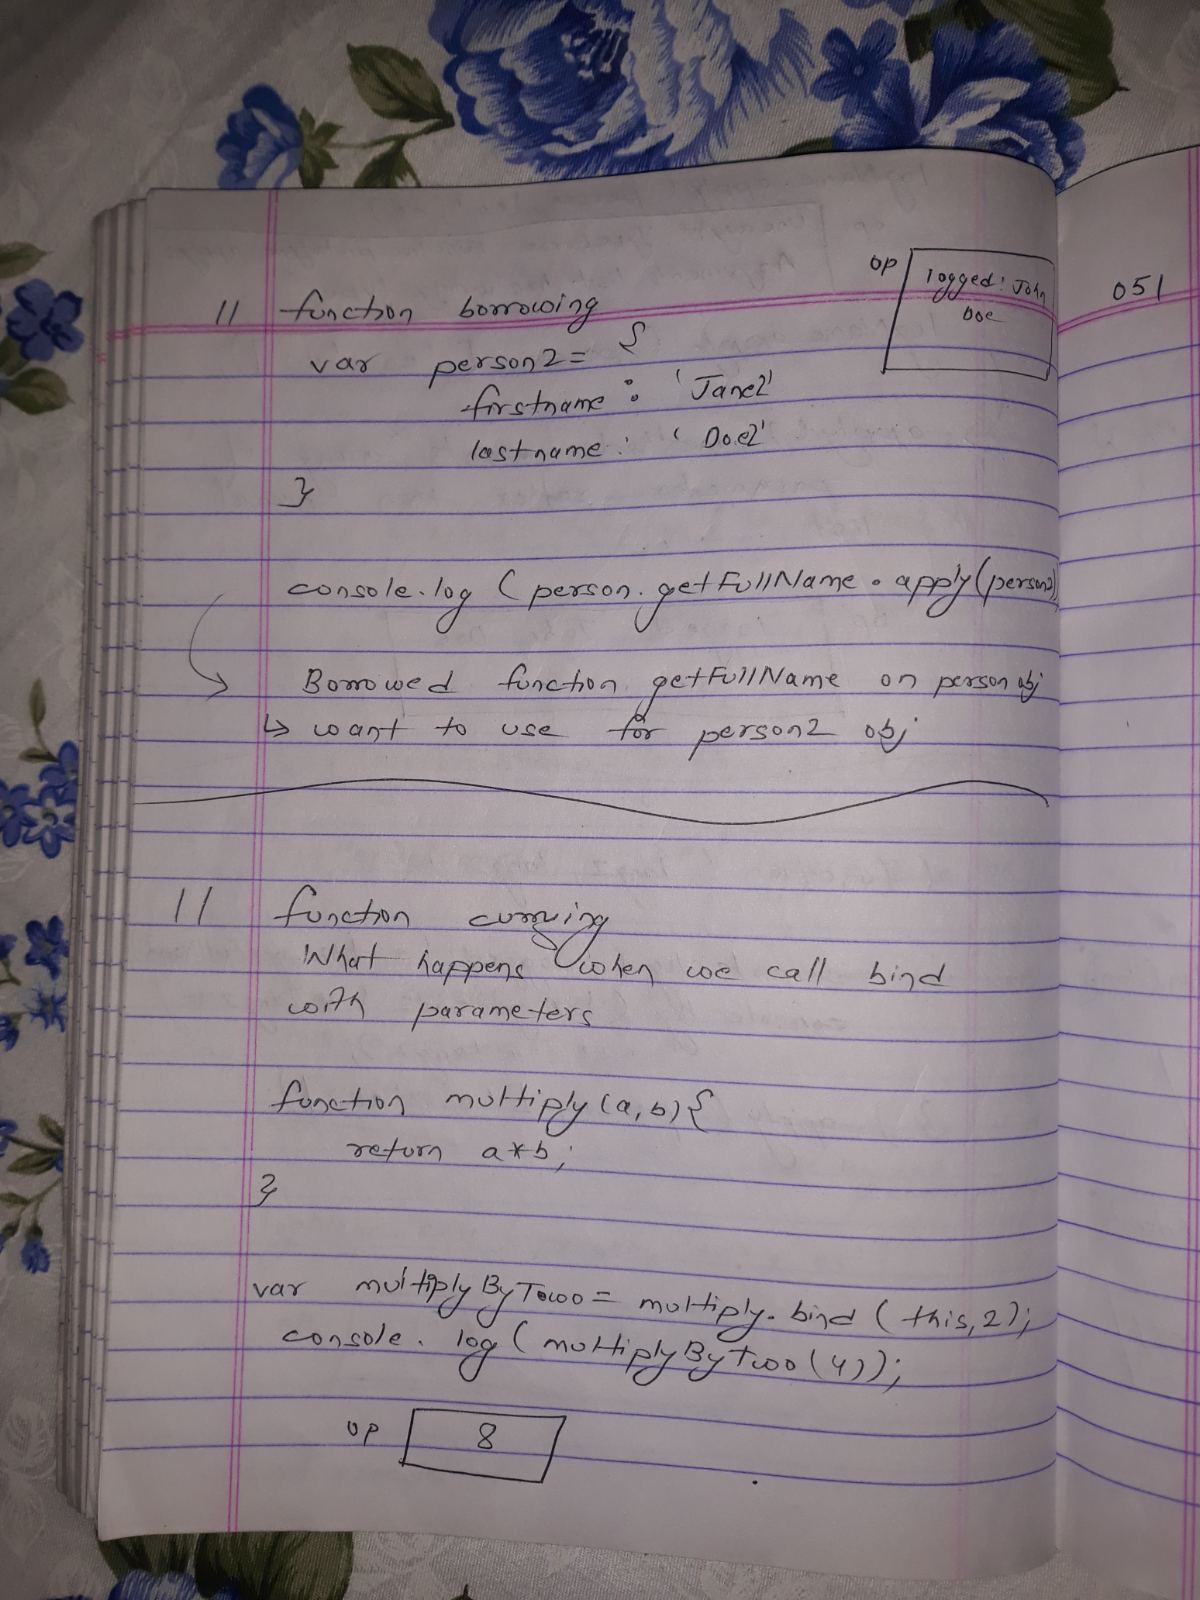 op
logged: John
Doe
051
// function borrowing
var person2 = {
firstname : 'Jane2'
lastname : 'Doe2'
}
console.log (person.getFullName.apply(person2)
Borrowed function getFullName on person obj
↳ want to use for person2 obj
// function currying
What happens when we call bind
with parameters
function multiply (a, b) {
return a*b;
}
var multiplyByTwoo = multiply.bind (this, 2);
console.log (multiplyByTwoo (4));
op 8